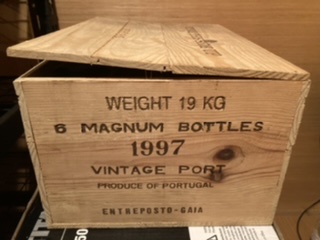 WEIGHT 19 KG
6 MAGNUM BOTTLES
1997
VINTAGE PORT
PRODUCE OF PORTUGAL
ENTREPOSTO-GAIA